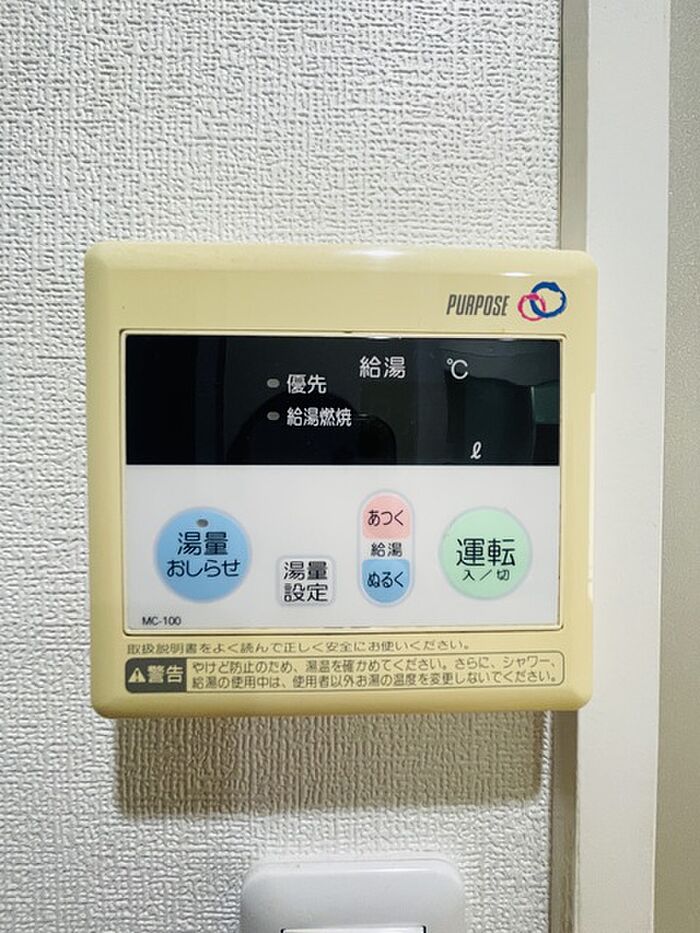 PURPOSE
給湯 ℃
優先
給湯燃焼
ℓ
湯量
おしらせ
湯量
設定
あつく
給湯
ぬるく
運転
入/切
MC-100
取扱説明書をよく読んで正しく安全にお使いください。
警告 やけど防止のため、湯温を確かめてください。さらに、シャワー、
給湯の使用中は、使用者以外お湯の温度を変更しないでください。